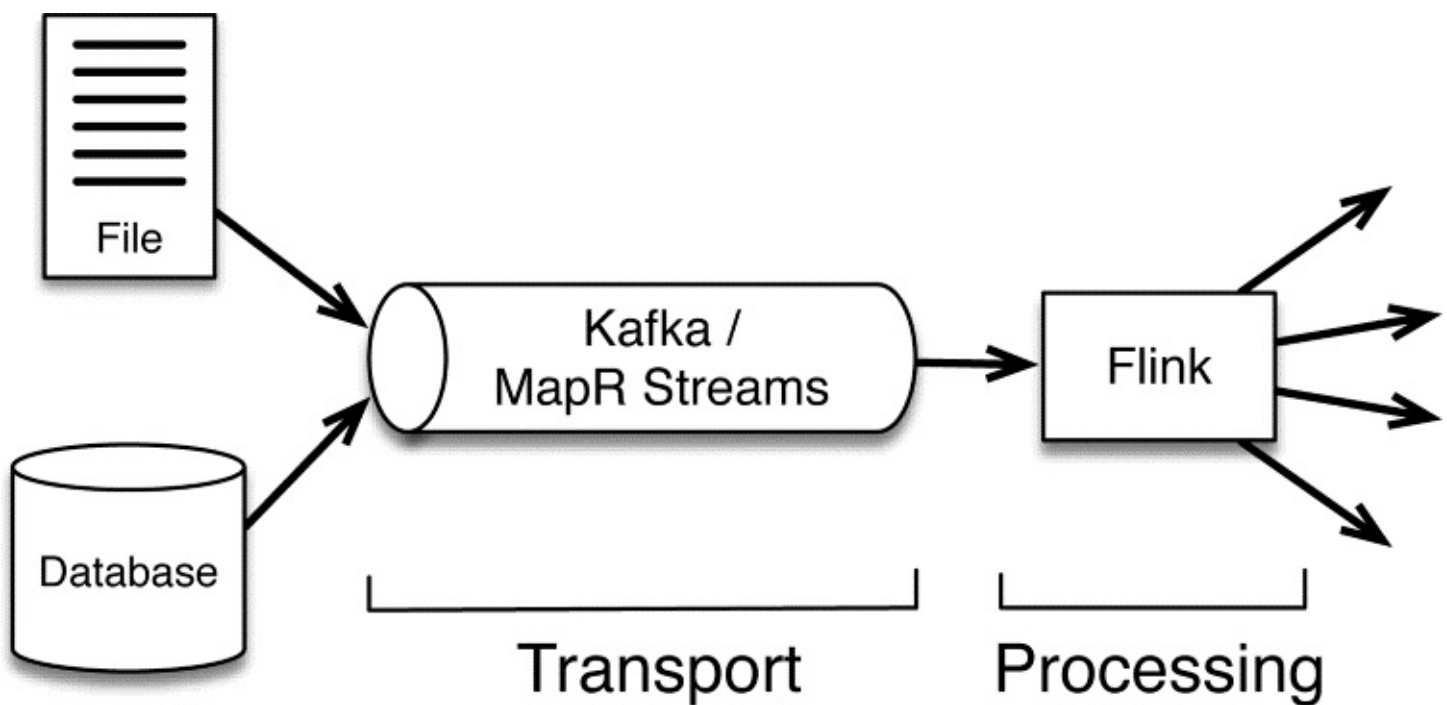 File
Kafka /
MapR Streams
Flink
Database
Transport
Processing